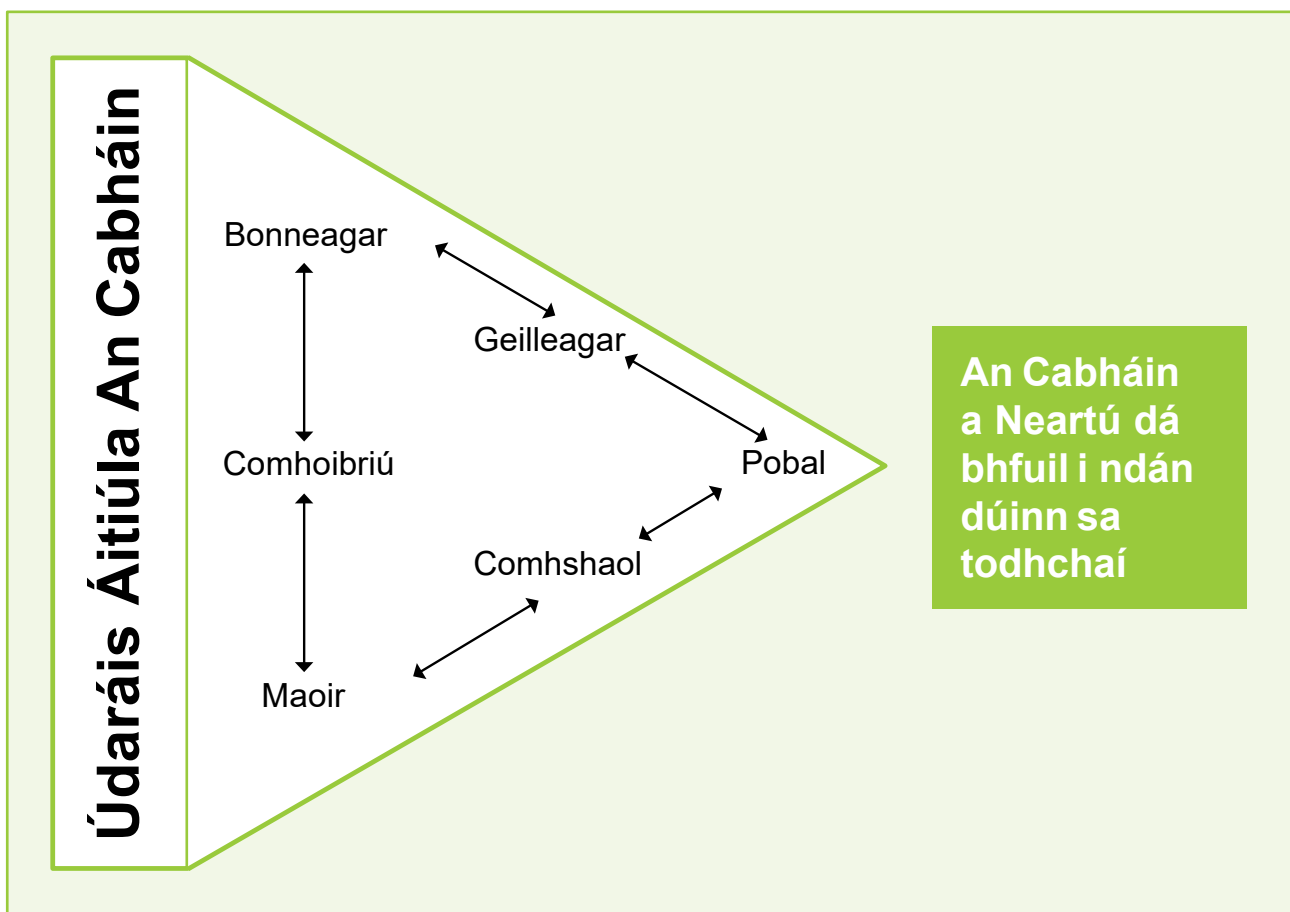 Údaráis Áitiúla An Cabháin
Bonneagar
Geilleagar
Comhoibriú
Pobal
Comhshaol
Maoir
An Cabháin
a Neartú dá
bhfuil i ndán
dúinn sa
todhchaí